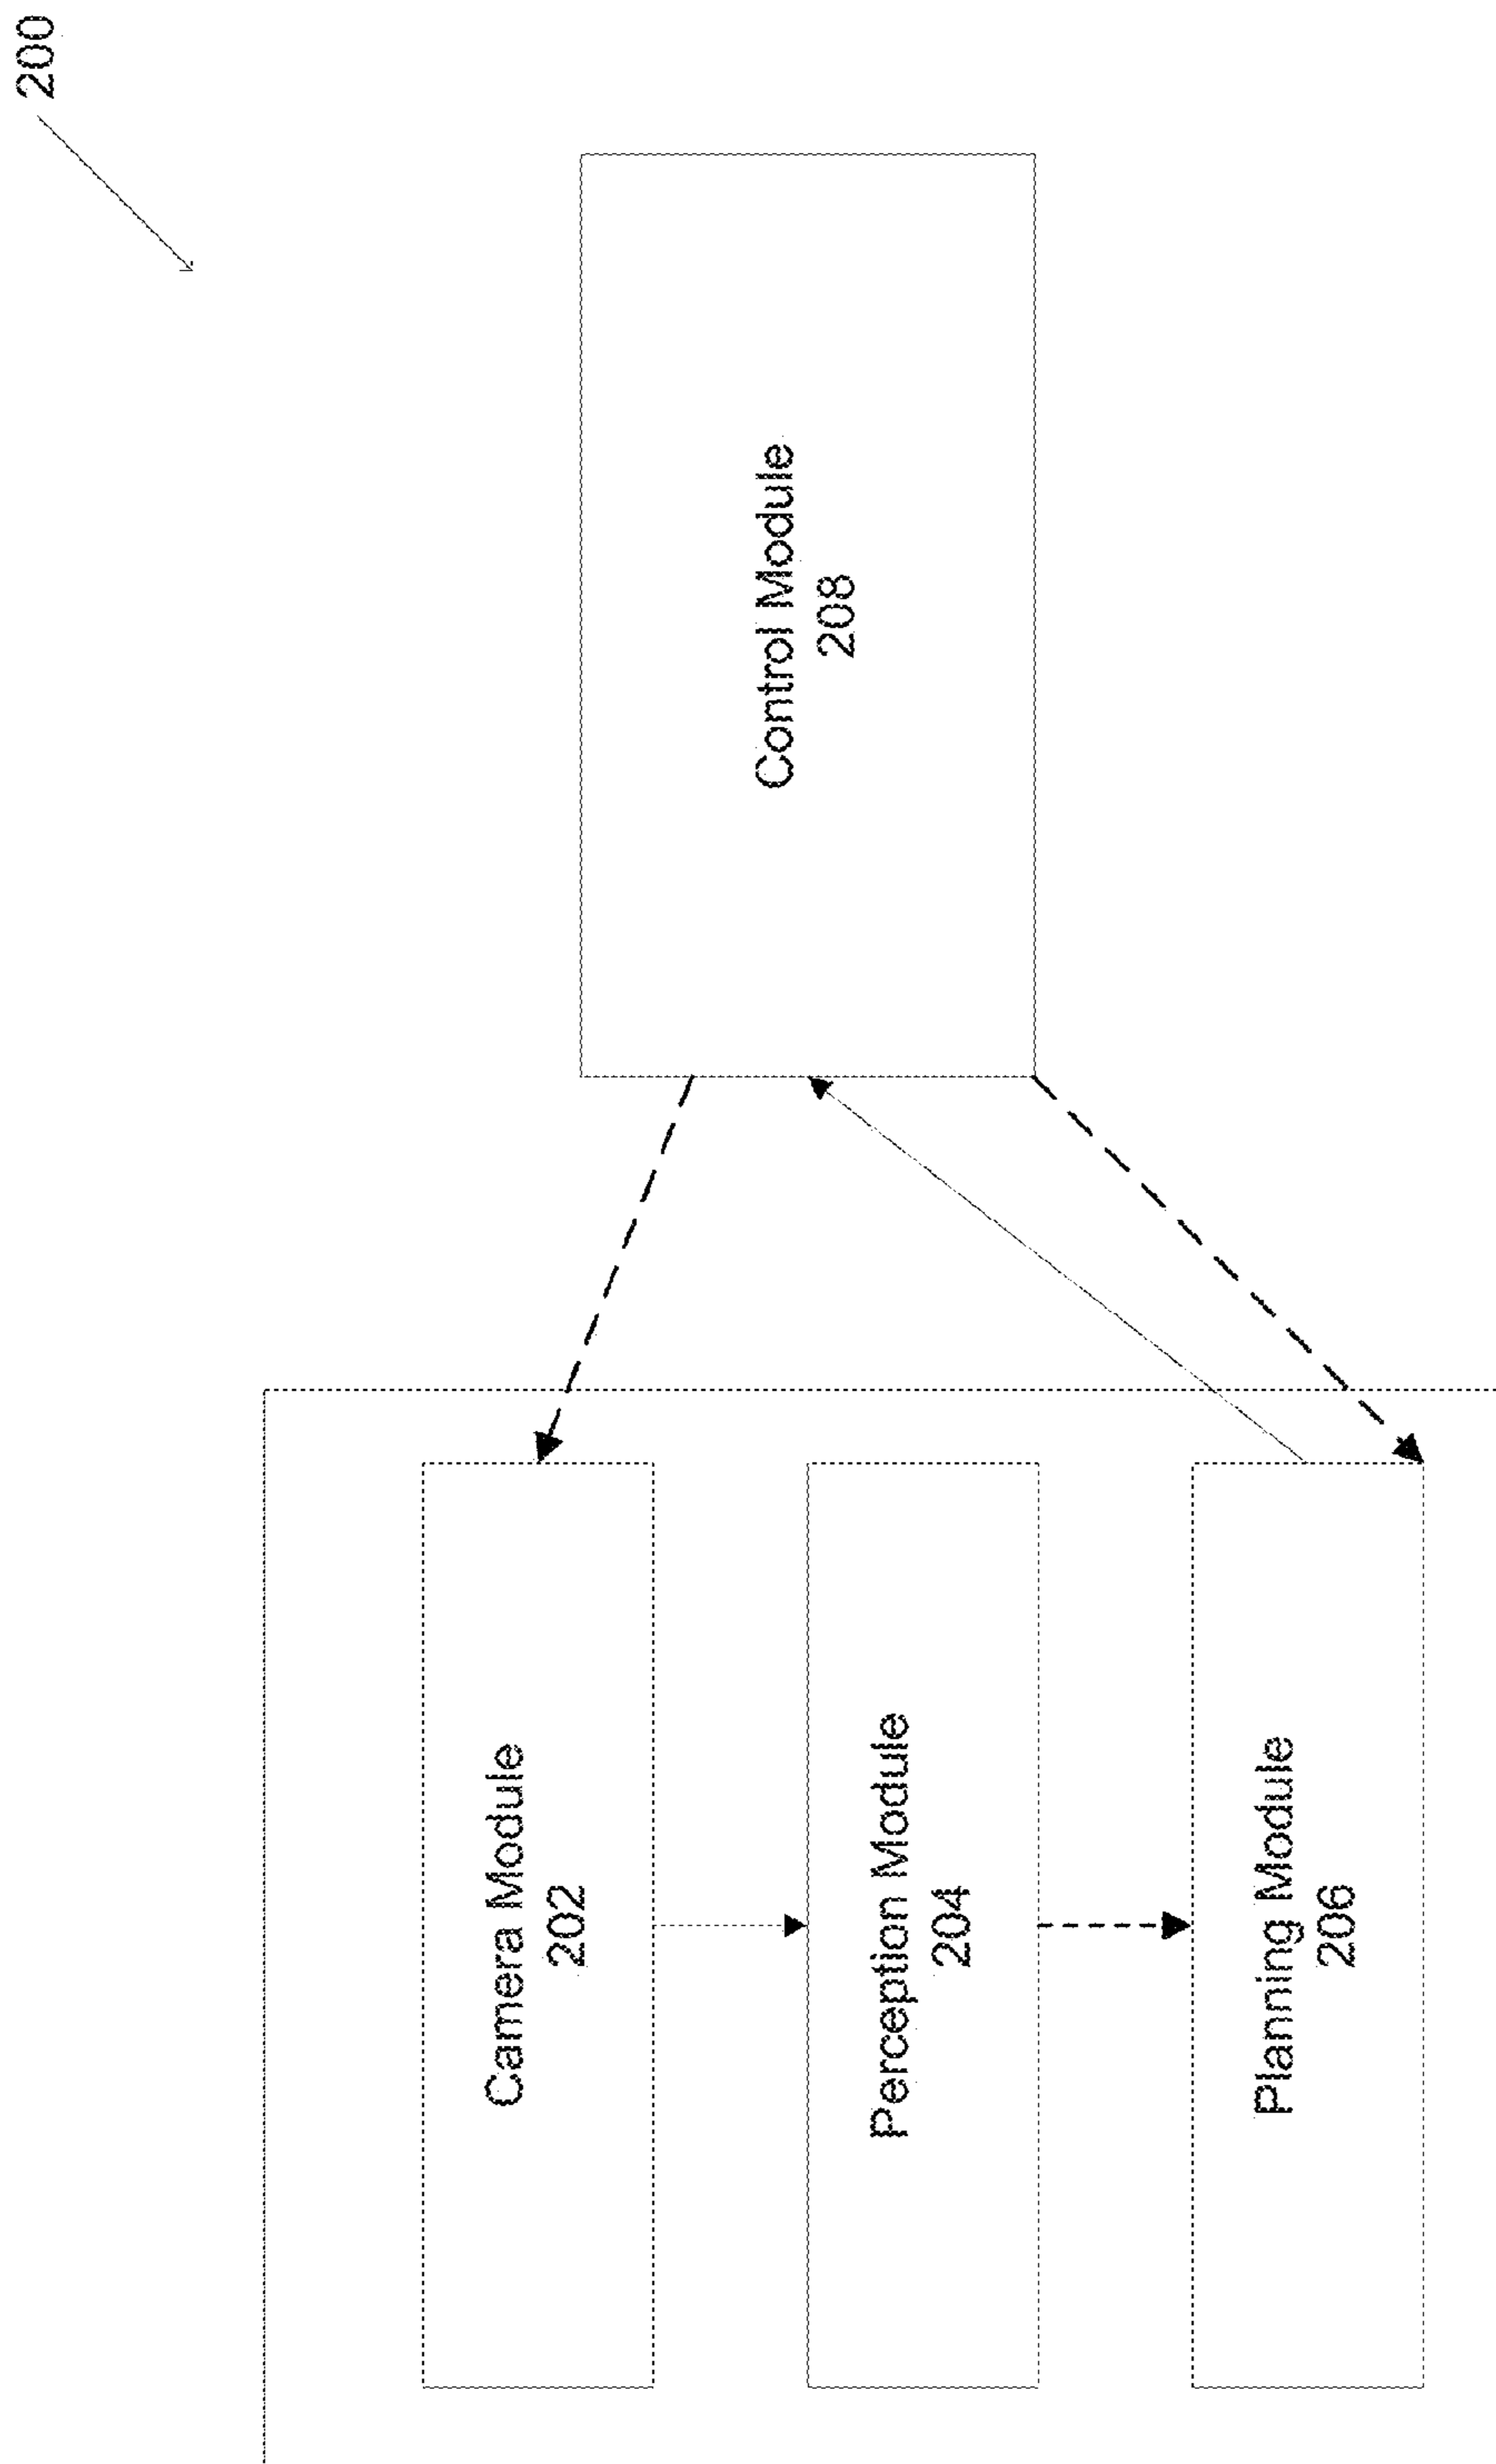 200
Camera Module
202
Perception Module
204
Planning Module
206
Control Module
208